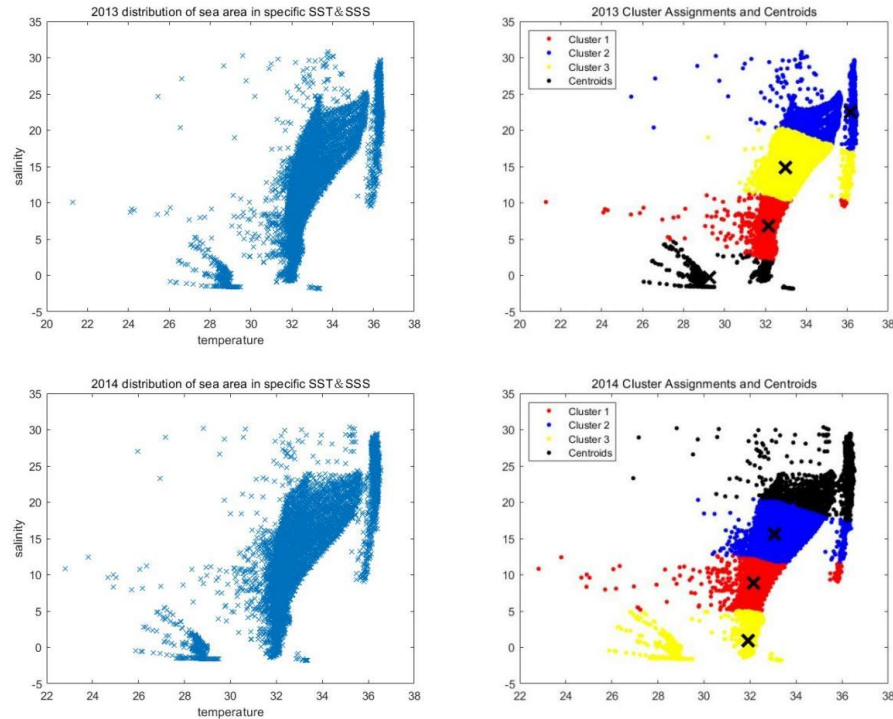 2013 distribution of sea area in specific SST&SSS
35
30
25
20
15
10
5
0
-5
salinity
20 22 24 26 28 30 32 34 36 38
temperature
2013 Cluster Assignments and Centroids
Cluster 1
Cluster 2
Cluster 3
Centroids
35
30
25
20
15
10
5
0
-5
20 22 24 26 28 30 32 34 36 38
2014 distribution of sea area in specific SST&SSS
35
30
25
20
15
10
5
0
-5
salinity
22 24 26 28 30 32 34 36 38
temperature
2014 Cluster Assignments and Centroids
Cluster 1
Cluster 2
Cluster 3
Centroids
35
30
25
20
15
10
5
0
-5
22 24 26 28 30 32 34 36 38